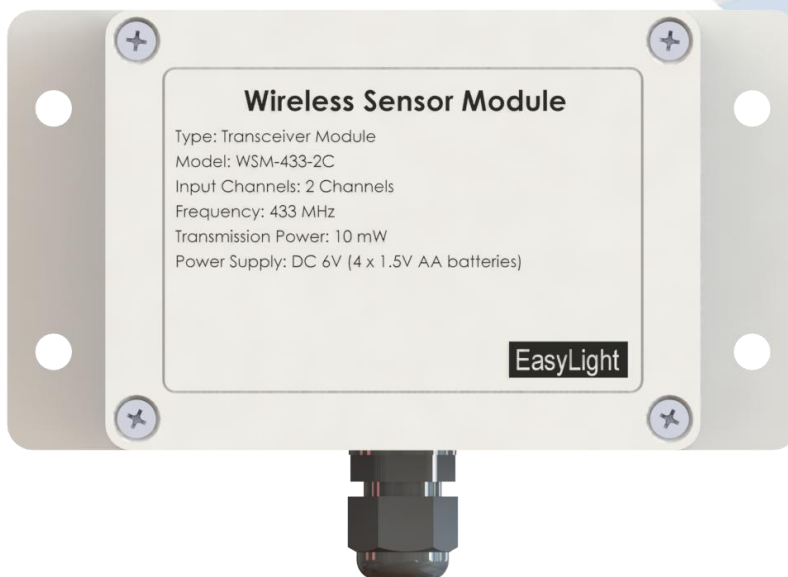 Wireless Sensor Module
Type: Transceiver Module
Model: WSM-433-2C
Input Channels: 2 Channels
Frequency: 433 MHz
Transmission Power: 10 mW
Power Supply: DC 6V (4 x 1.5V AA batteries)
EasyLight